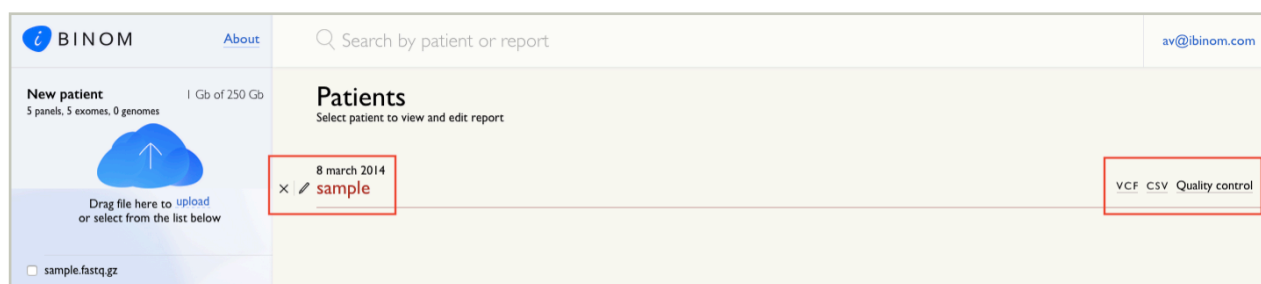 i BINOM About
Search by patient or report
av@ibinom.com
New patient 1 Gb of 250 Gb
5 panels, 5 exomes, 0 genomes
Drag file here to upload
or select from the list below
sample.fastq.gz
Patients
Select patient to view and edit report
8 march 2014
sample
VCF CSV Quality control